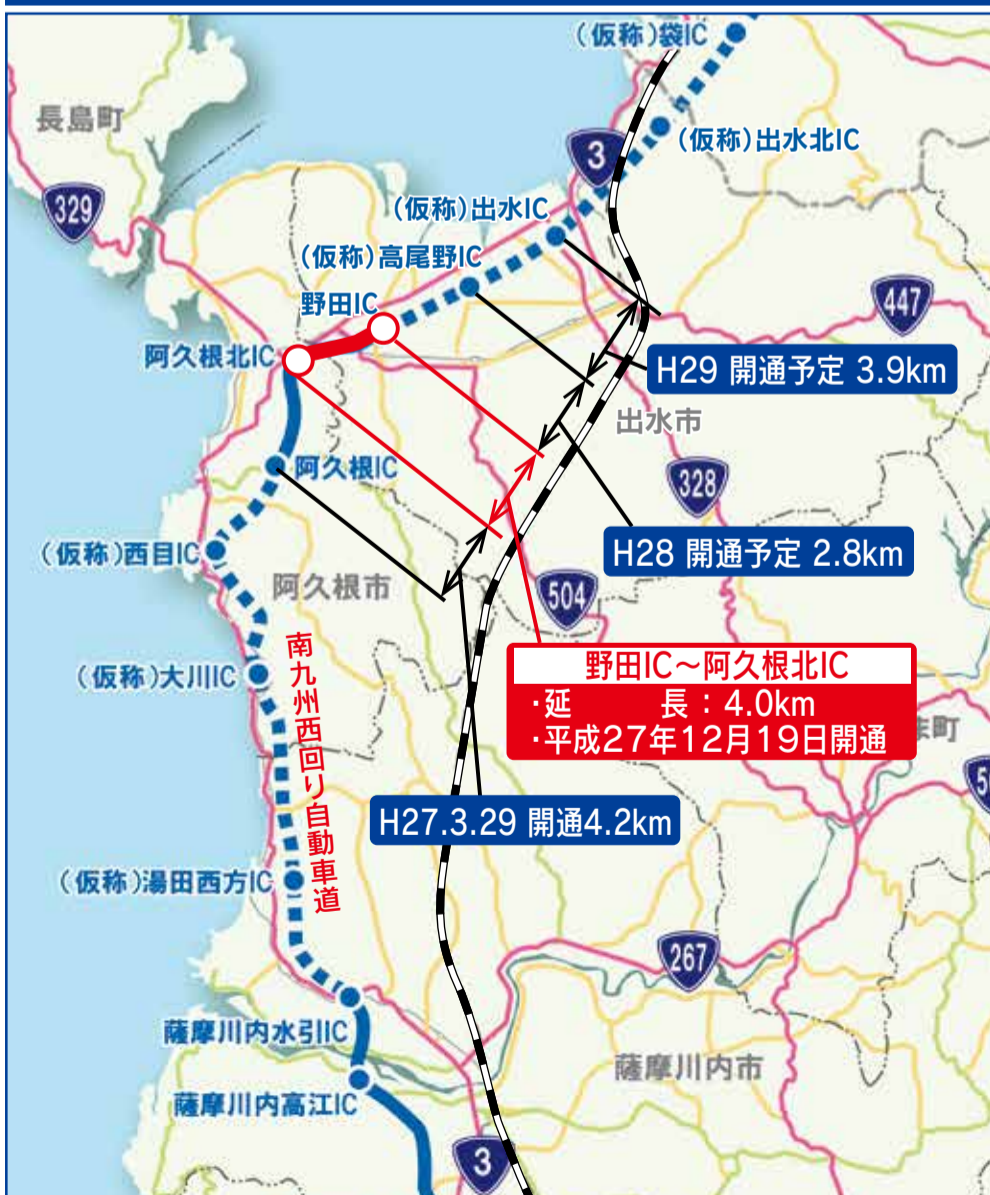 (仮称)袋IC
長島町
(仮称)出水北IC
3
329
(仮称)出水IC
(仮称)高尾野IC
野田IC
447
阿久根北IC
H29 開通予定 3.9km
出水市
阿久根IC
328
(仮称)西目IC
H28 開通予定 2.8km
阿久根市
504
南九州西回り自動車道
野田IC～阿久根北IC
・延　　長：4.0km
・平成27年12月19日開通
(仮称)大川IC
町
H27.3.29 開通4.2km
(仮称)湯田西方IC
267
薩摩川内水引IC
薩摩川内市
薩摩川内高江IC
3